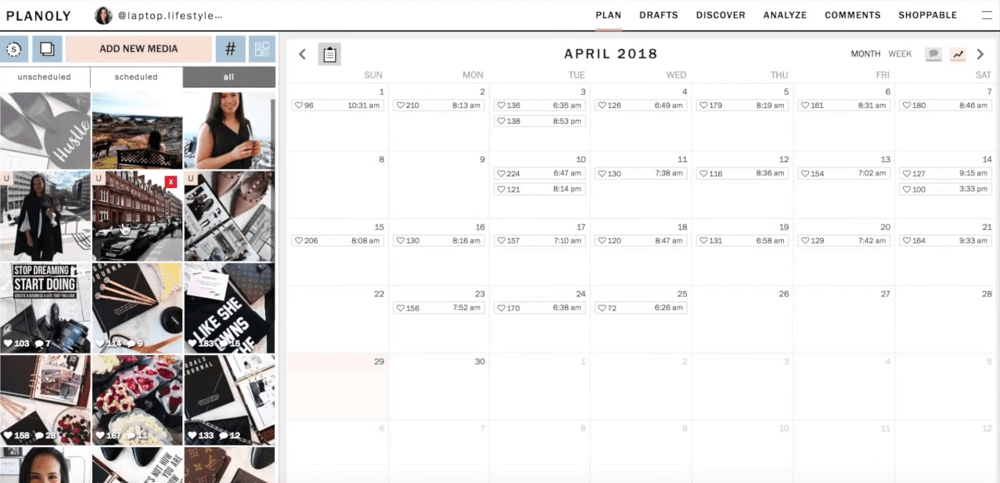 PLANOLY @laptop.lifestyle... PLAN DRAFTS DISCOVER ANALYZE COMMENTS SHOPPABLE
S ADD NEW MEDIA #
unscheduled scheduled all
Hustle
U U X U
STOP DREAMING
START DOING
CREATE A BUSINESS & A LIFE THAT YOU LOVE
JOURNAL
LIKE SHE
OWNS
THE
103 7 114 9 183 15
158 28 167 11 133 12
IT'S NOT HOW
YOU ARE
APRIL 2018 MONTH WEEK
SUN MON TUE WED THU FRI SAT
1 2 3 4 5 6 7
96 10:31 am 210 8:13 am 136 6:35 am 126 6:49 am 179 8:19 am 161 8:31 am 180 8:46 am
138 8:53 pm
8 9 10 11 12 13 14
224 6:47 am 130 7:38 am 116 8:36 am 154 7:02 am 127 9:15 am
121 8:14 pm 100 3:33 pm
15 16 17 18 19 20 21
206 8:08 am 130 8:16 am 157 7:10 am 120 8:47 am 131 6:58 am 129 7:42 am 164 9:33 am
22 23 24 25 26 27 28
156 7:52 am 170 6:38 am 72 6:26 am
29 30 1 2 3 4 5
6 7 8 9 10 11 12